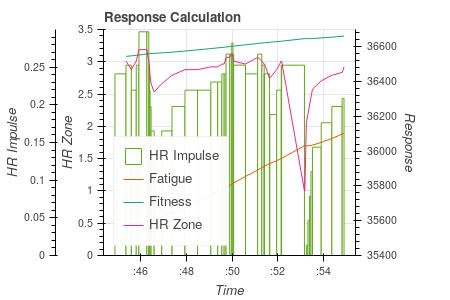 Response Calculation
HR Impulse
0.25
0.2
0.15
0.1
0.05
0
HR Zone
3.5
3
2.5
2
1.5
1
0.5
0
HR Impulse
Fatigue
Fitness
HR Zone
36600
36400
36200
36000
35800
35600
35400
Response
:46
:48
:50
:52
:54
Time